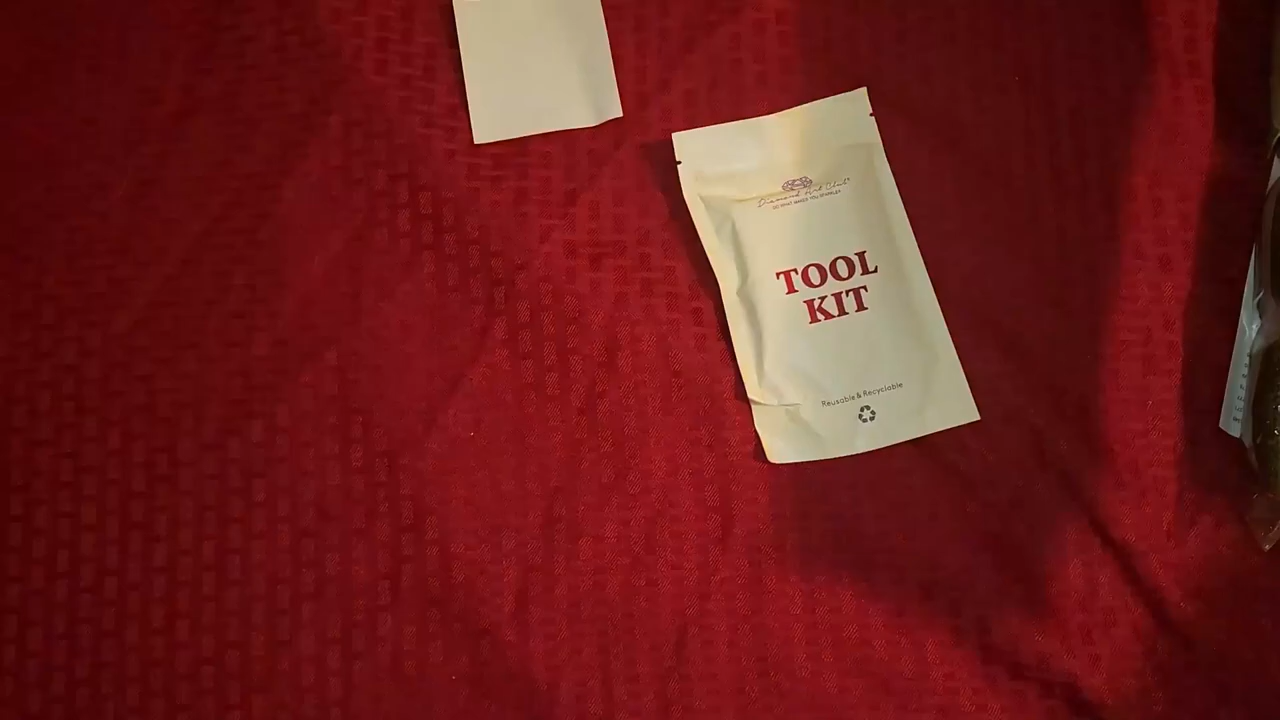 Diamond Art Club®
DO WHAT MAKES YOU SPARKLE®
TOOL
KIT
Reusable & Recyclable